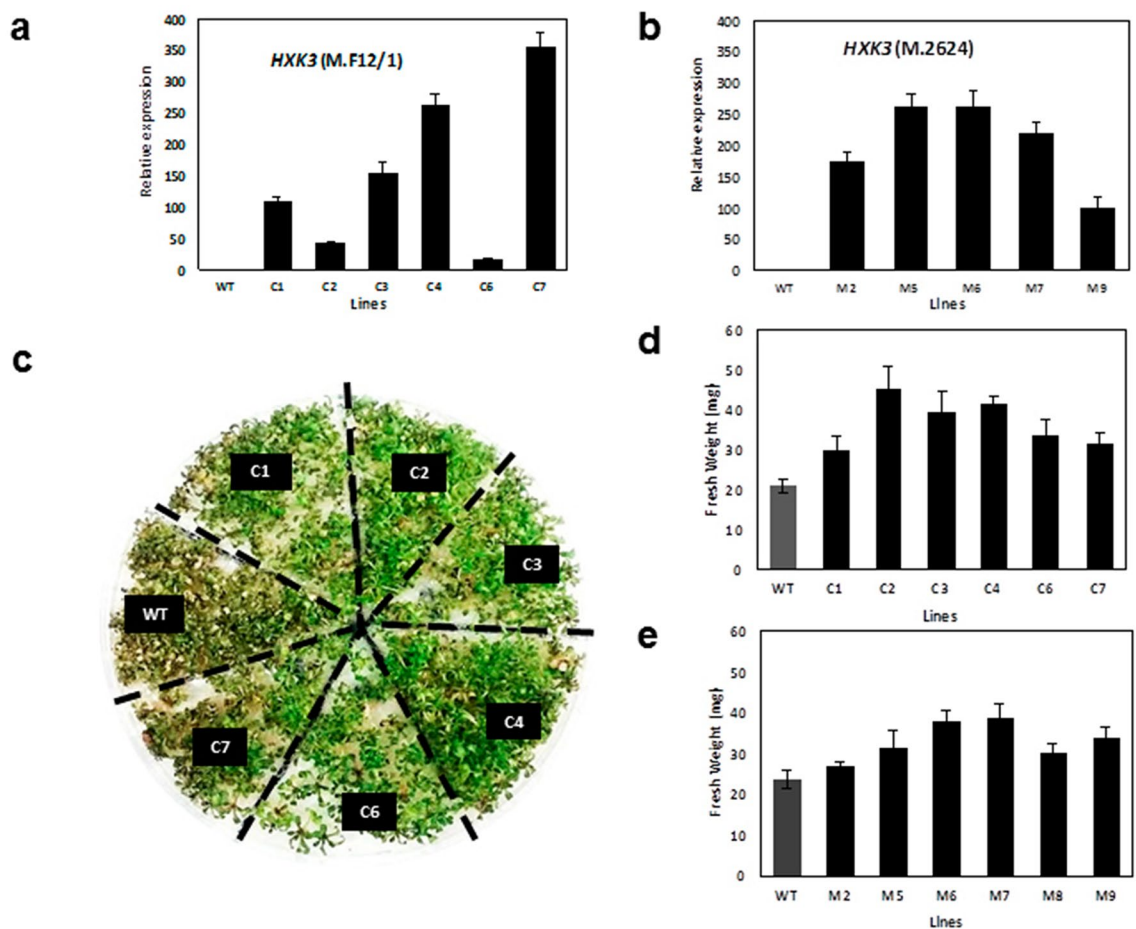 a
400
350
300
250
200
150
100
50
0
Relative expression
HXK3 (M.F12/1)
WT C1 C2 C3 C4 C6 C7
Lines
b
400
350
300
250
200
150
100
50
0
Relative expression
HXK3 (M.2624)
WT M2 M5 M6 M7 M9
Lines
c
C1
C2
C3
WT
C4
C7
C6
d
60
50
40
30
20
10
0
Fresh Weight (mg)
WT C1 C2 C3 C4 C6 C7
Lines
e
60
50
40
30
20
10
0
Fresh Weight (mg)
WT M2 M5 M6 M7 M8 M9
Lines